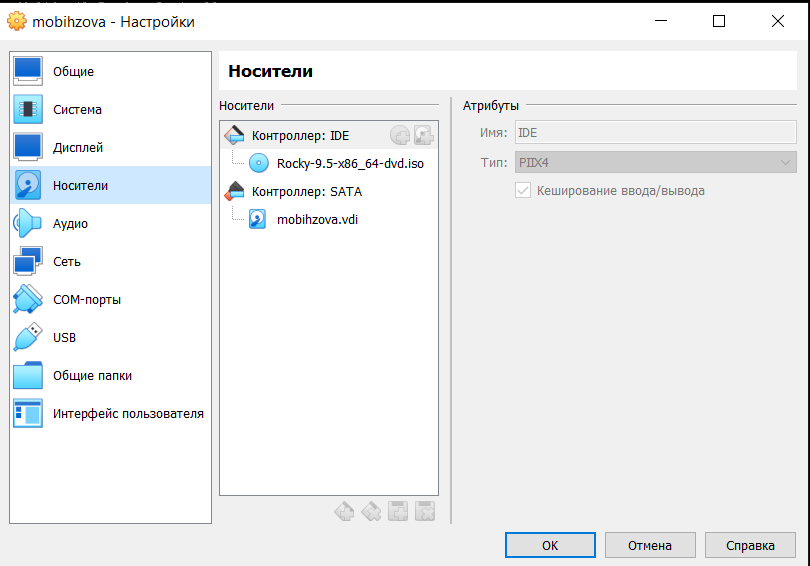 mobihzova - Настройки
Общие
Система
Дисплей
Носители
Аудио
Сеть
COM-порты
USB
Общие папки
Интерфейс пользователя
Носители
Носители
Контроллер: IDE
Rocky-9.5-x86_64-dvd.iso
Контроллер: SATA
mobihzova.vdi
Атрибуты
Имя: IDE
Тип: PIIX4
Кеширование ввода/вывода
OK
Отмена
Справка